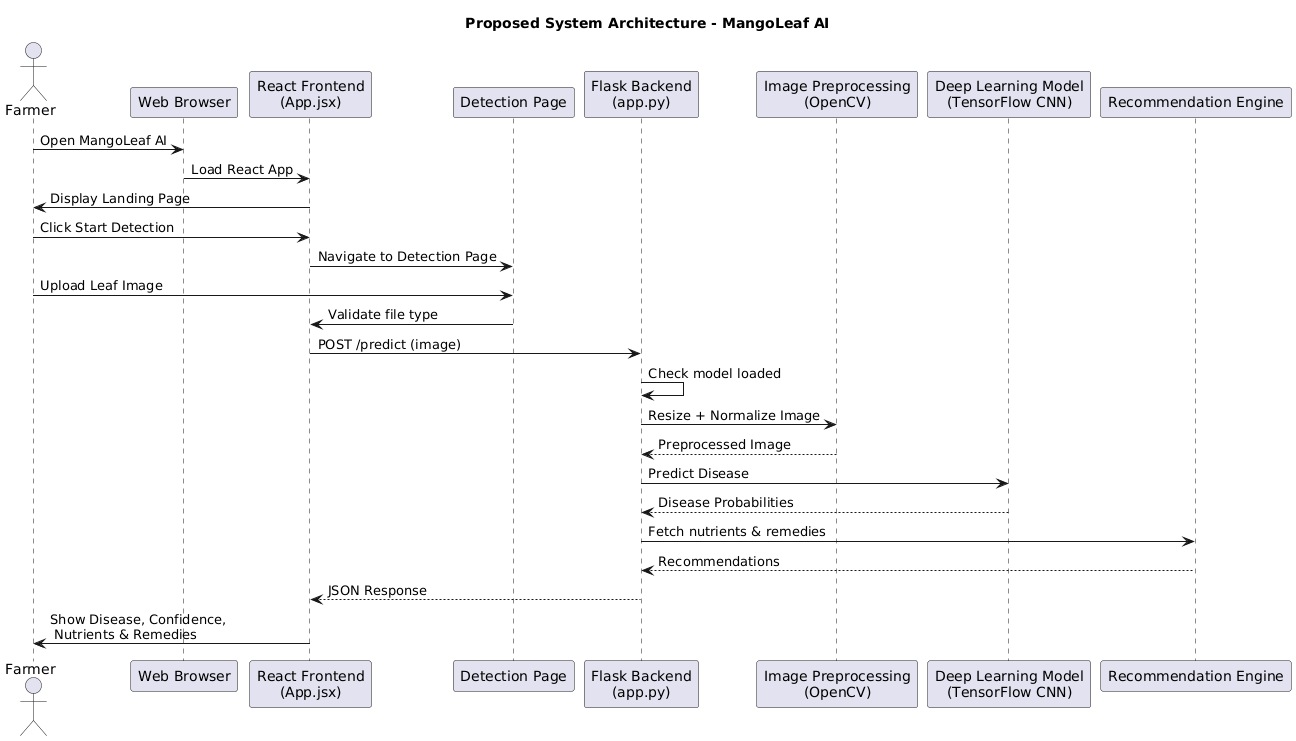 Proposed System Architecture - MangoLeaf AI
Farmer
Web Browser
React Frontend
(App.jsx)
Detection Page
Flask Backend
(app.py)
Image Preprocessing
(OpenCV)
Deep Learning Model
(TensorFlow CNN)
Recommendation Engine
Open MangoLeaf AI
Load React App
Display Landing Page
Click Start Detection
Navigate to Detection Page
Upload Leaf Image
Validate file type
POST /predict (image)
Check model loaded
Resize + Normalize Image
Preprocessed Image
Predict Disease
Disease Probabilities
Fetch nutrients & remedies
Recommendations
JSON Response
Show Disease, Confidence,
Nutrients & Remedies
Farmer
Web Browser
React Frontend
(App.jsx)
Detection Page
Flask Backend
(app.py)
Image Preprocessing
(OpenCV)
Deep Learning Model
(TensorFlow CNN)
Recommendation Engine